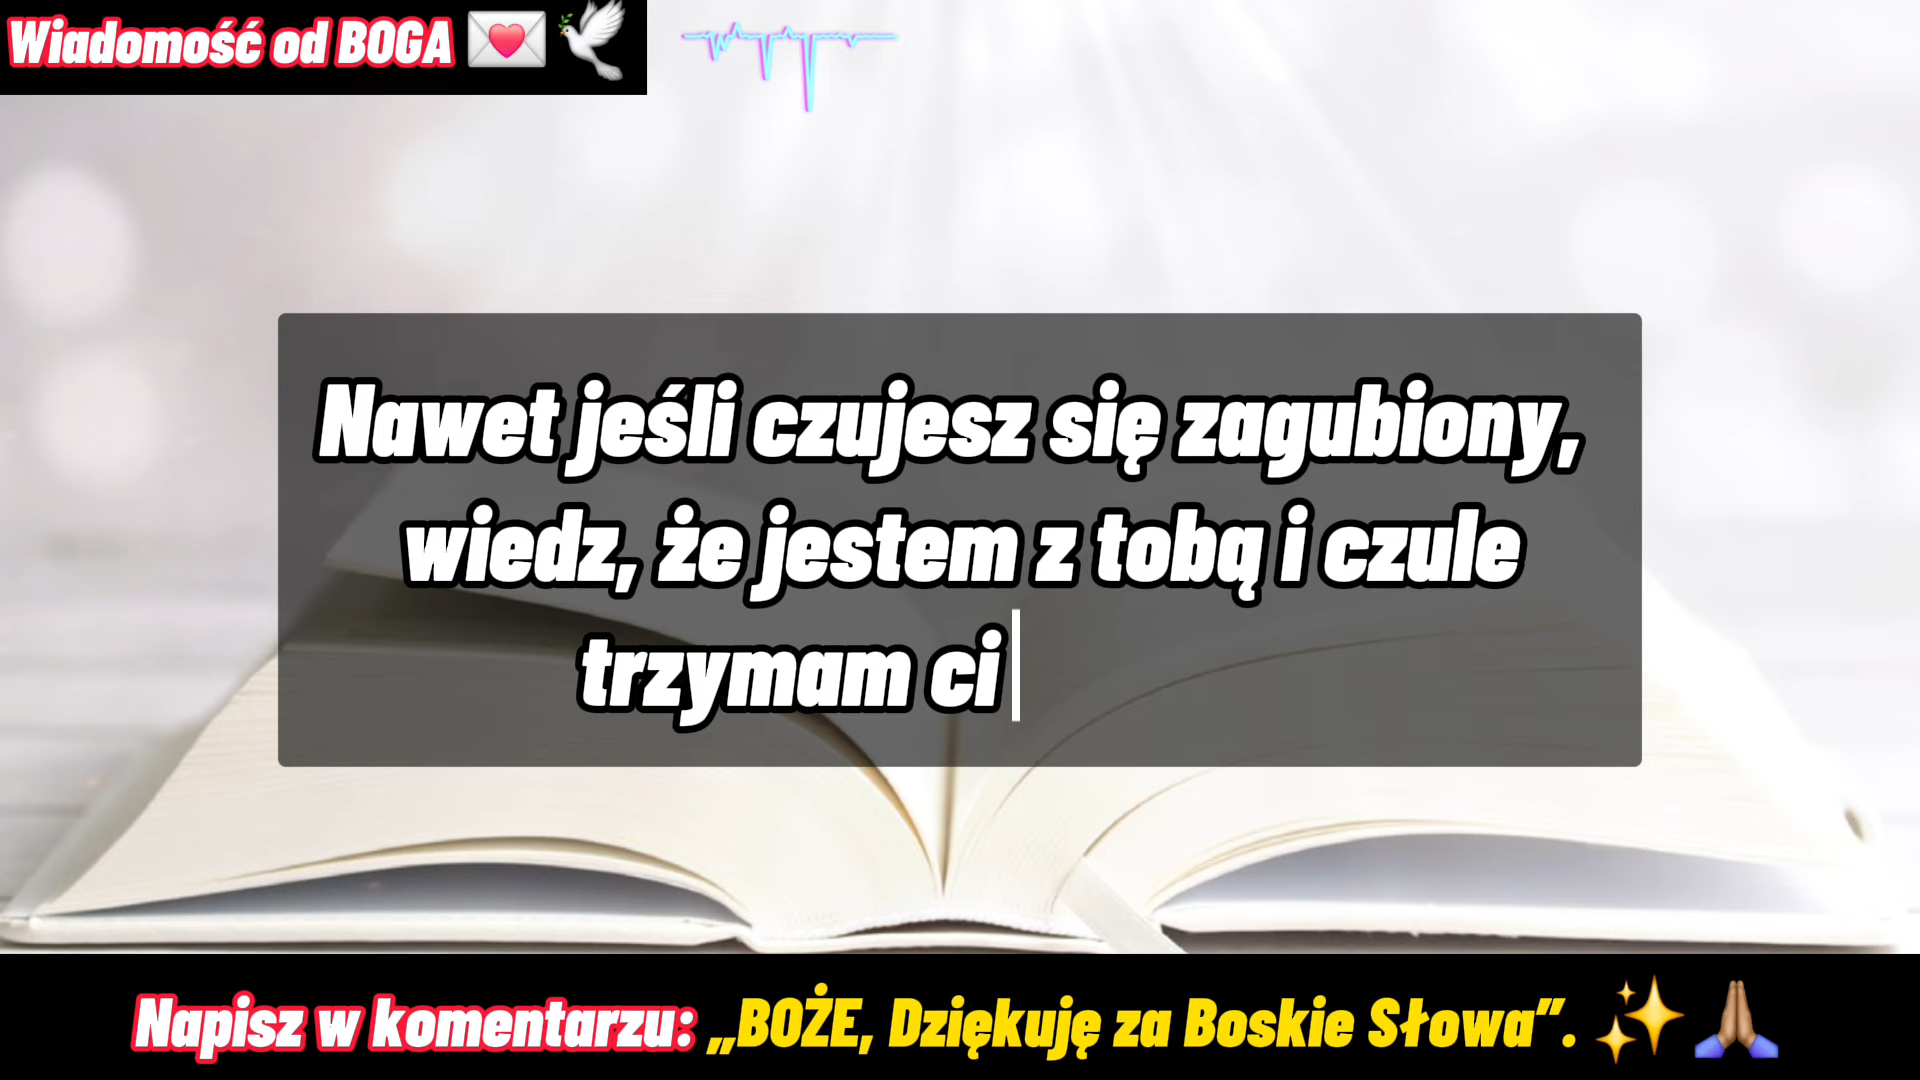 Wiadomość od BOGA 💌 🕊️
Nawet jeśli czujesz się zagubiony,
wiedz, że jestem z tobą i czule
trzymam ci
Napisz w komentarzu: „BOŻE, Dziękuję za Boskie Słowa”. ✨ 🙏🏽